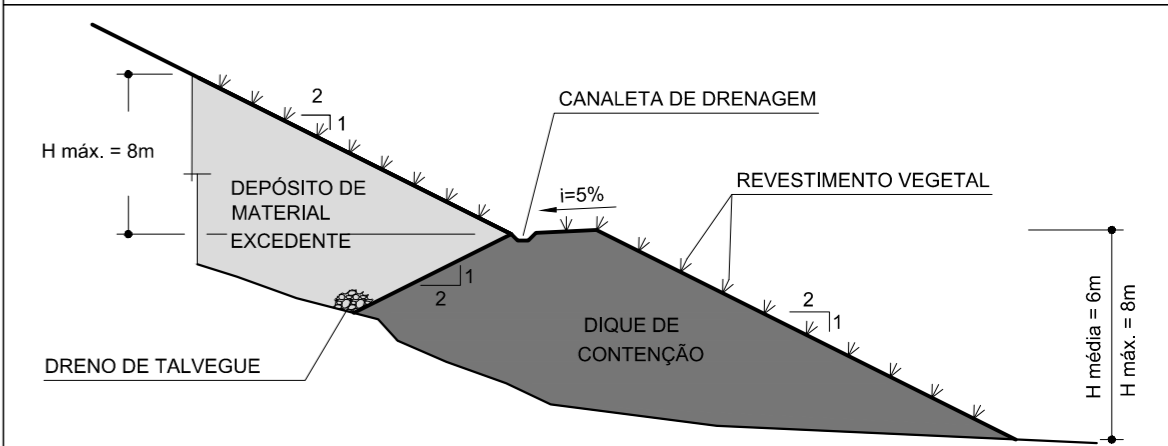 2
1
CANALETA DE DRENAGEM
H máx. = 8m
DEPÓSITO DE
MATERIAL
EXCEDENTE
i=5%
REVESTIMENTO VEGETAL
1
2
2
1
DIQUE DE
CONTENÇÃO
DRENO DE TALVEGUE
H média = 6m
H máx. = 8m